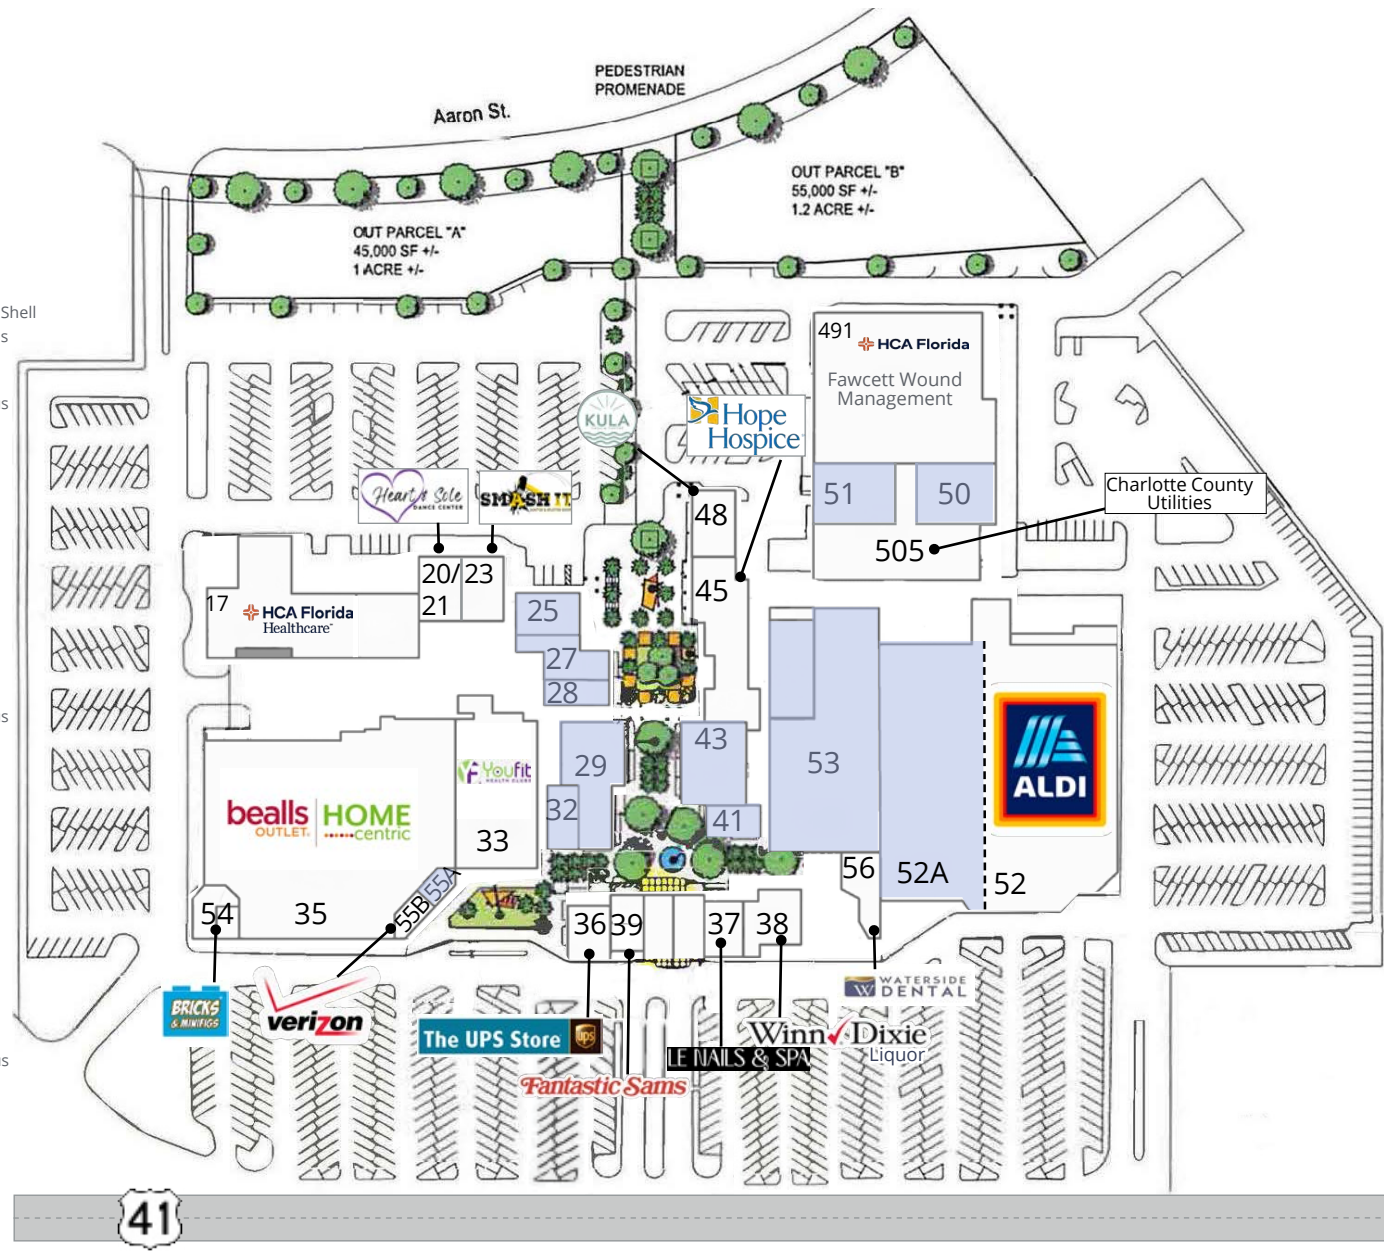 PEDESTRIAN
PROMENADE
Aaron St.
OUT PARCEL "B"
55,000 SF +/-
1.2 ACRE +/-
OUT PARCEL "A"
45,000 SF +/-
1 ACRE +/-
Shell
s
s
491
HCA Florida
Fawcett Wound
Management
KULA
Hope
Hospice
Heart & Sole
DANCE CENTER
SMASH IT
51
50
Charlotte County
Utilities
48
505
45
20/
21
23
17
HCA Florida
Healthcare
25
27
28
s
29
43
53
32
41
Youfit
HEALTH CLUBS
33
bealls
OUTLET
HOME
centric
ALDI
56
52A
52
55A
55B
54
35
36
39
37
38
BRICKS
& MINIFIGS
verizon
WATERSIDE
DENTAL
The UPS Store
ups
Winn Dixie
Liquor
LE NAILS & SPA
Fantastic Sams
s
41